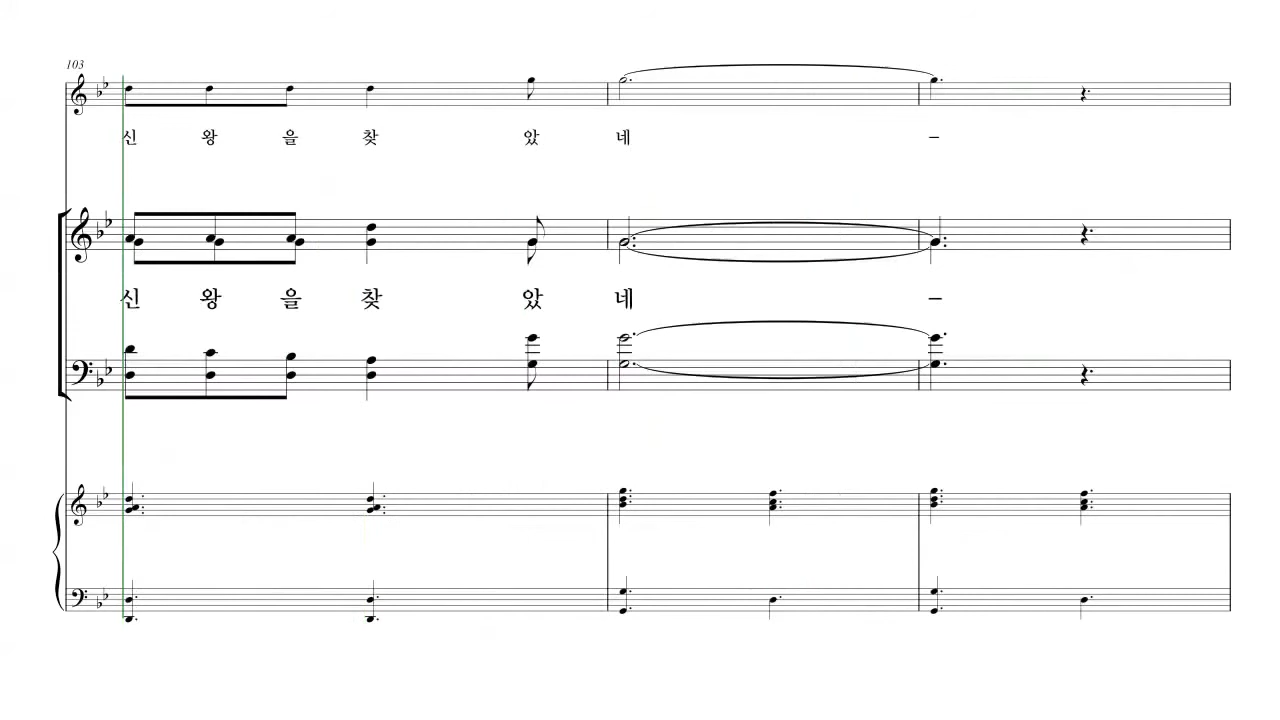 103
신 왕 을 찾 았 네 –
신 왕 을 찾 았 네 –